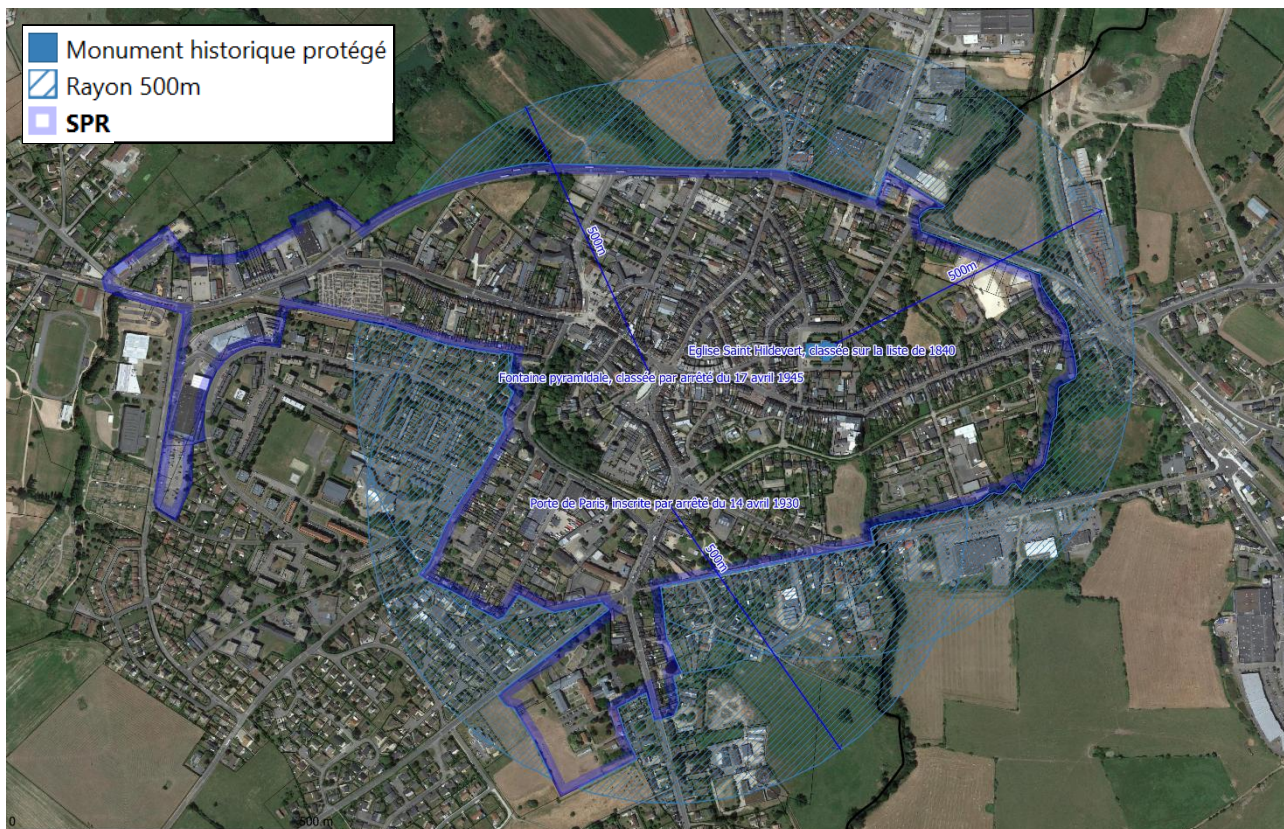 Monument historique protégé
Rayon 500m
SPR
500m
500m
Eglise Saint Hildevert, classée sur la liste de 1840
Fontaine pyramidale, classée par arrêté du 17 avril 1945
Porte de Paris, inscrite par arrêté du 14 avril 1930
500m
0
500 m